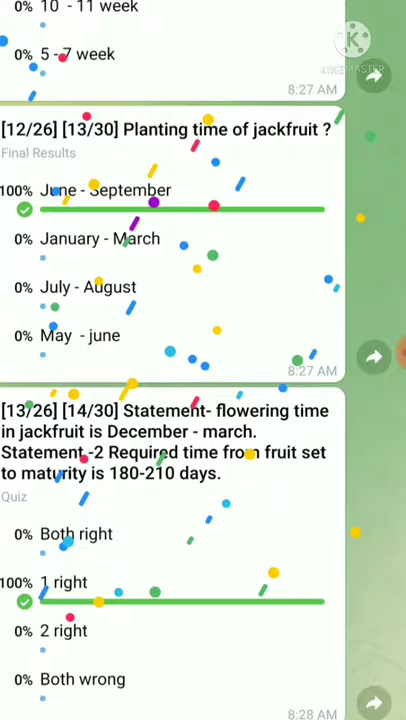 0% 10 - 11 week
0% 5 - 7 week
KINEMASTER
8:27 AM
[12/26] [13/30] Planting time of jackfruit ?
Final Results
100% June - September
0% January - March
0% July - August
0% May - june
8:27 AM
[13/26] [14/30] Statement- flowering time
in jackfruit is December - march.
Statement -2 Required time from fruit set
to maturity is 180-210 days.
Quiz
0% Both right
100% 1 right
0% 2 right
0% Both wrong
8:28 AM